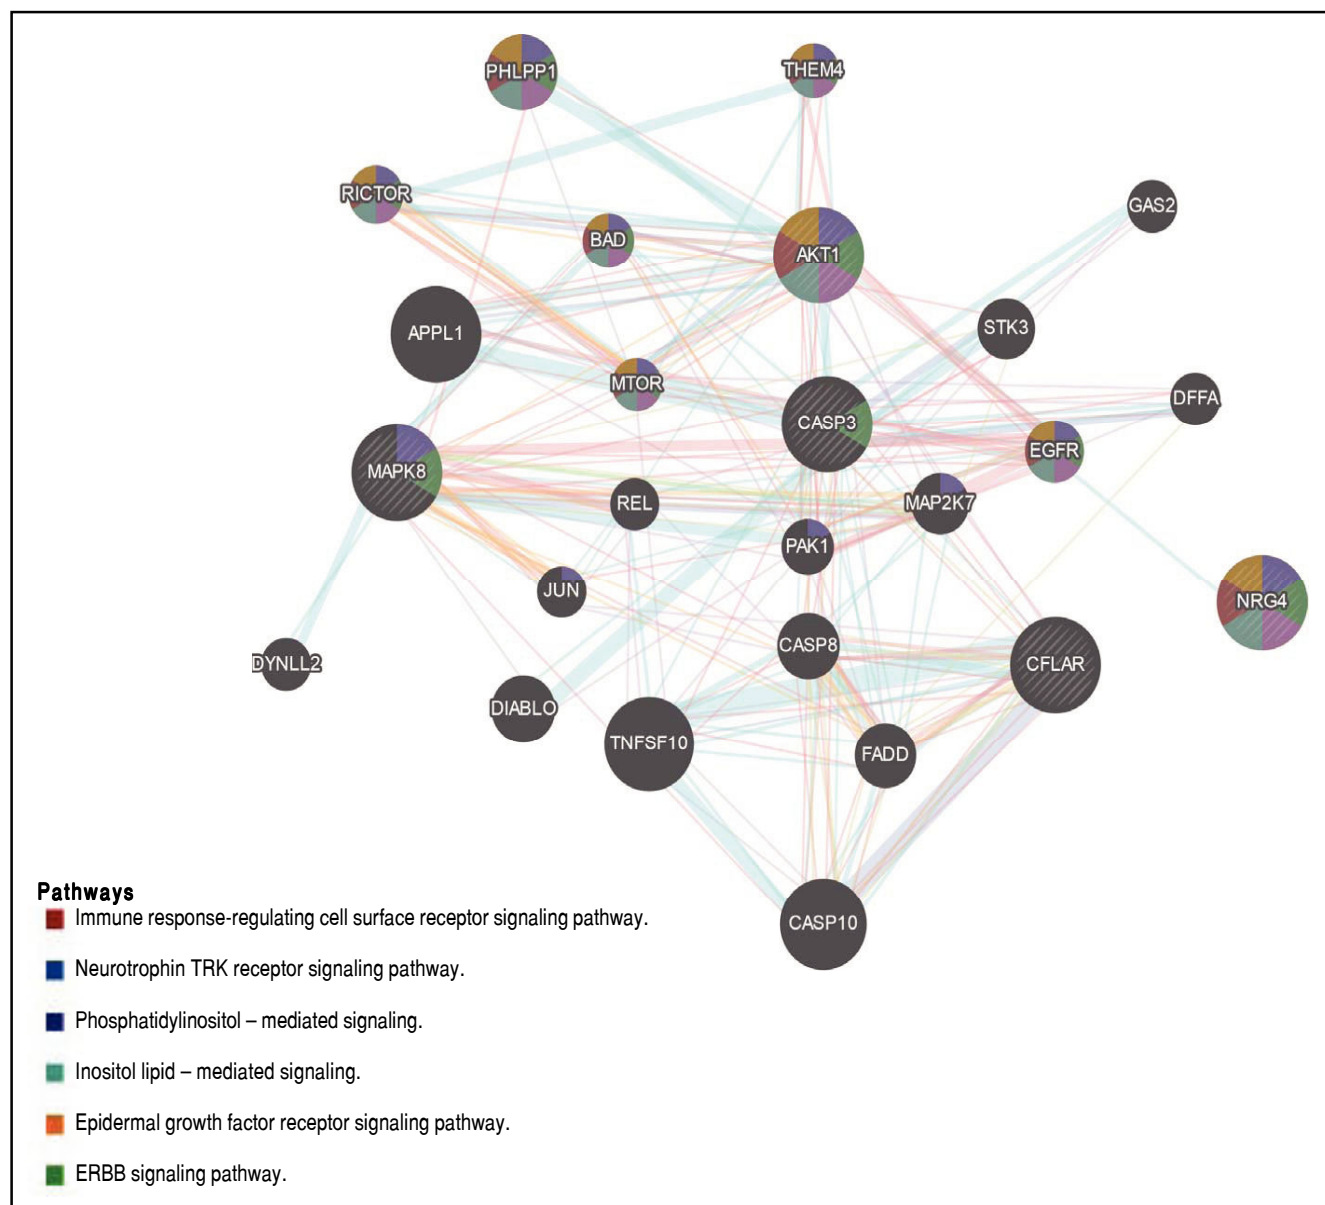 PHLPP1
THEM4
RICTOR
GAS2
BAD
AKT1
APPL1
STK3
MTOR
DFFA
CASP3
EGFR
MAPK8
REL
MAP2K7
PAK1
JUN
NRG4
CASP8
DYNLL2
CFLAR
DIABLO
TNFSF10
FADD
CASP10
Pathways
Immune response-regulating cell surface receptor signaling pathway.
Neurotrophin TRK receptor signaling pathway.
Phosphatidylinositol – mediated signaling.
Inositol lipid – mediated signaling.
Epidermal growth factor receptor signaling pathway.
ERBB signaling pathway.